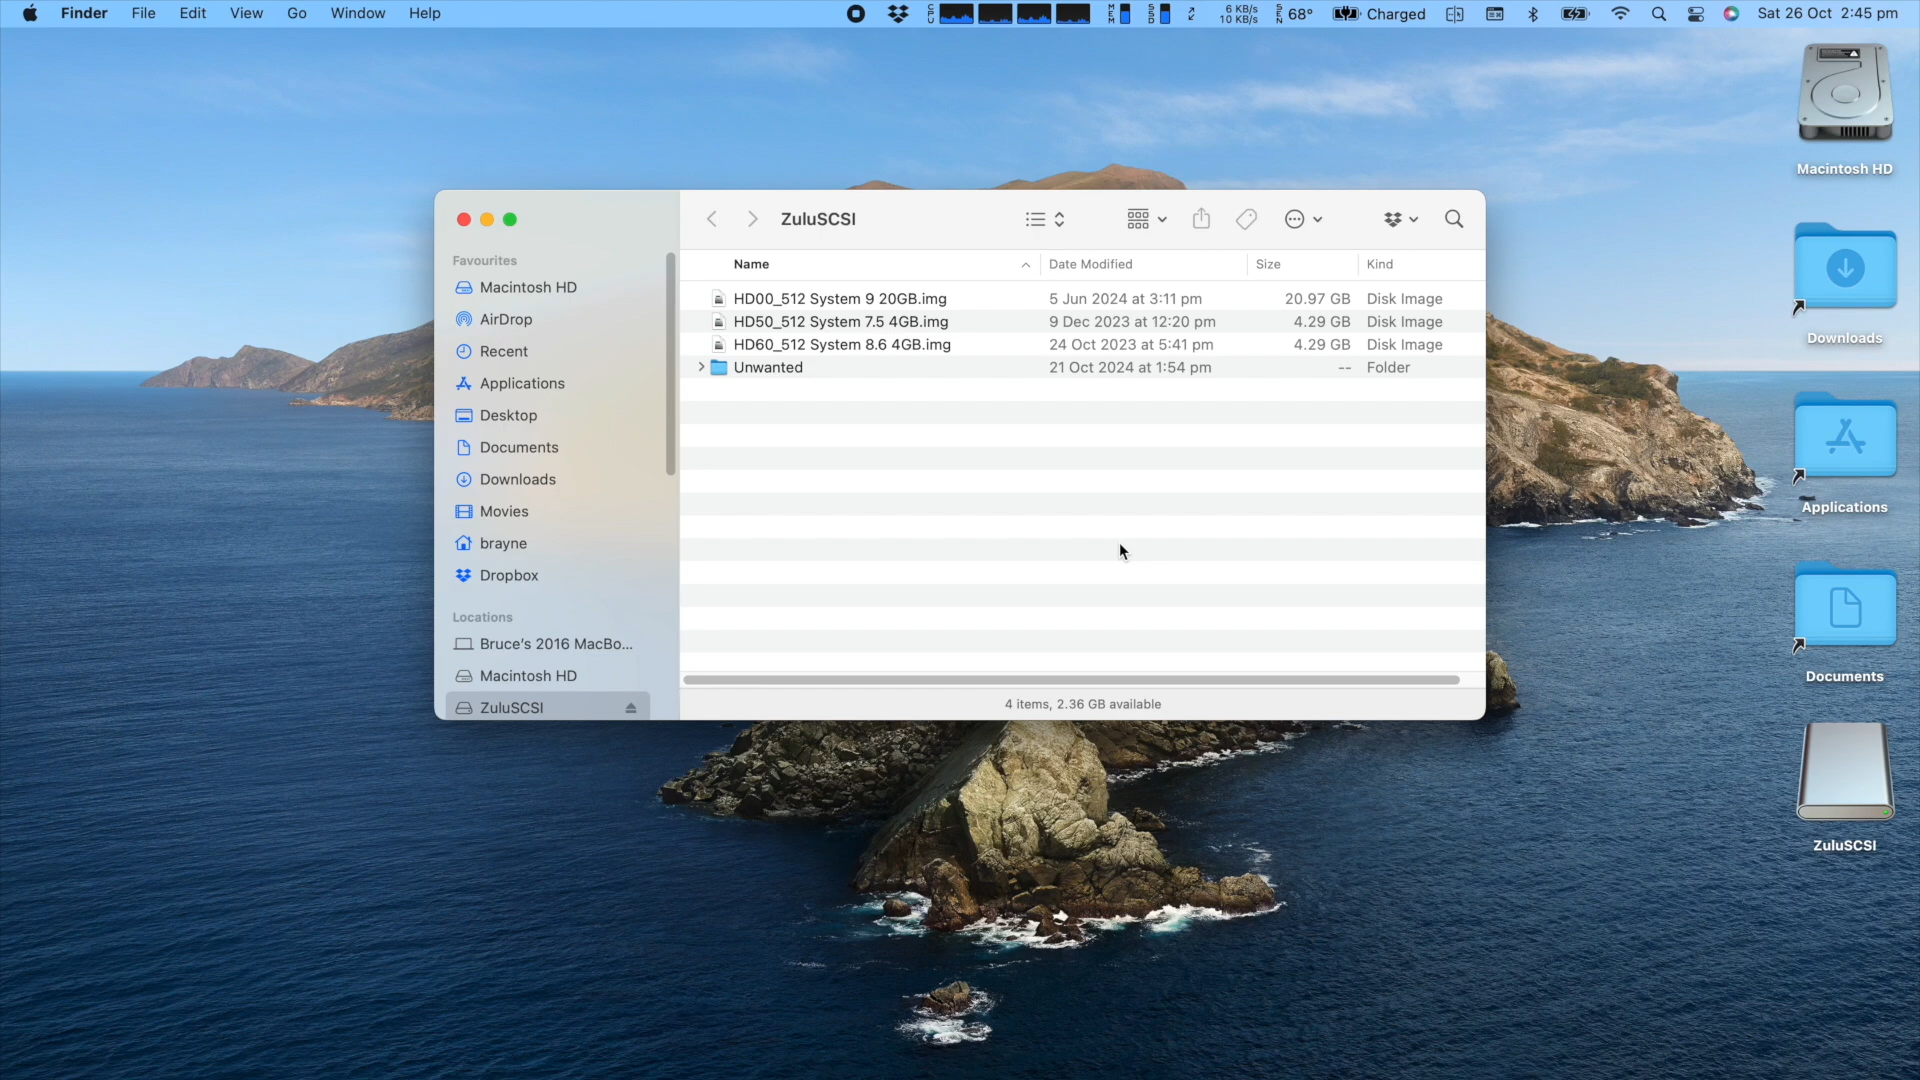 Finder File Edit View Go Window Help
CPU MEM SSD 6 KB/s 10 KB/s SEN 68° Charged Sat 26 Oct 2:45 pm
Macintosh HD
Downloads
Applications
Documents
ZuluSCSI
ZuluSCSI
Favourites
Macintosh HD
AirDrop
Recent
Applications
Desktop
Documents
Downloads
Movies
brayne
Dropbox
Locations
Bruce's 2016 MacBo...
Macintosh HD
ZuluSCSI
Name Date Modified Size Kind
HD00_512 System 9 20GB.img 5 Jun 2024 at 3:11 pm 20.97 GB Disk Image
HD50_512 System 7.5 4GB.img 9 Dec 2023 at 12:20 pm 4.29 GB Disk Image
HD60_512 System 8.6 4GB.img 24 Oct 2023 at 5:41 pm 4.29 GB Disk Image
Unwanted 21 Oct 2024 at 1:54 pm -- Folder
4 items, 2.36 GB available